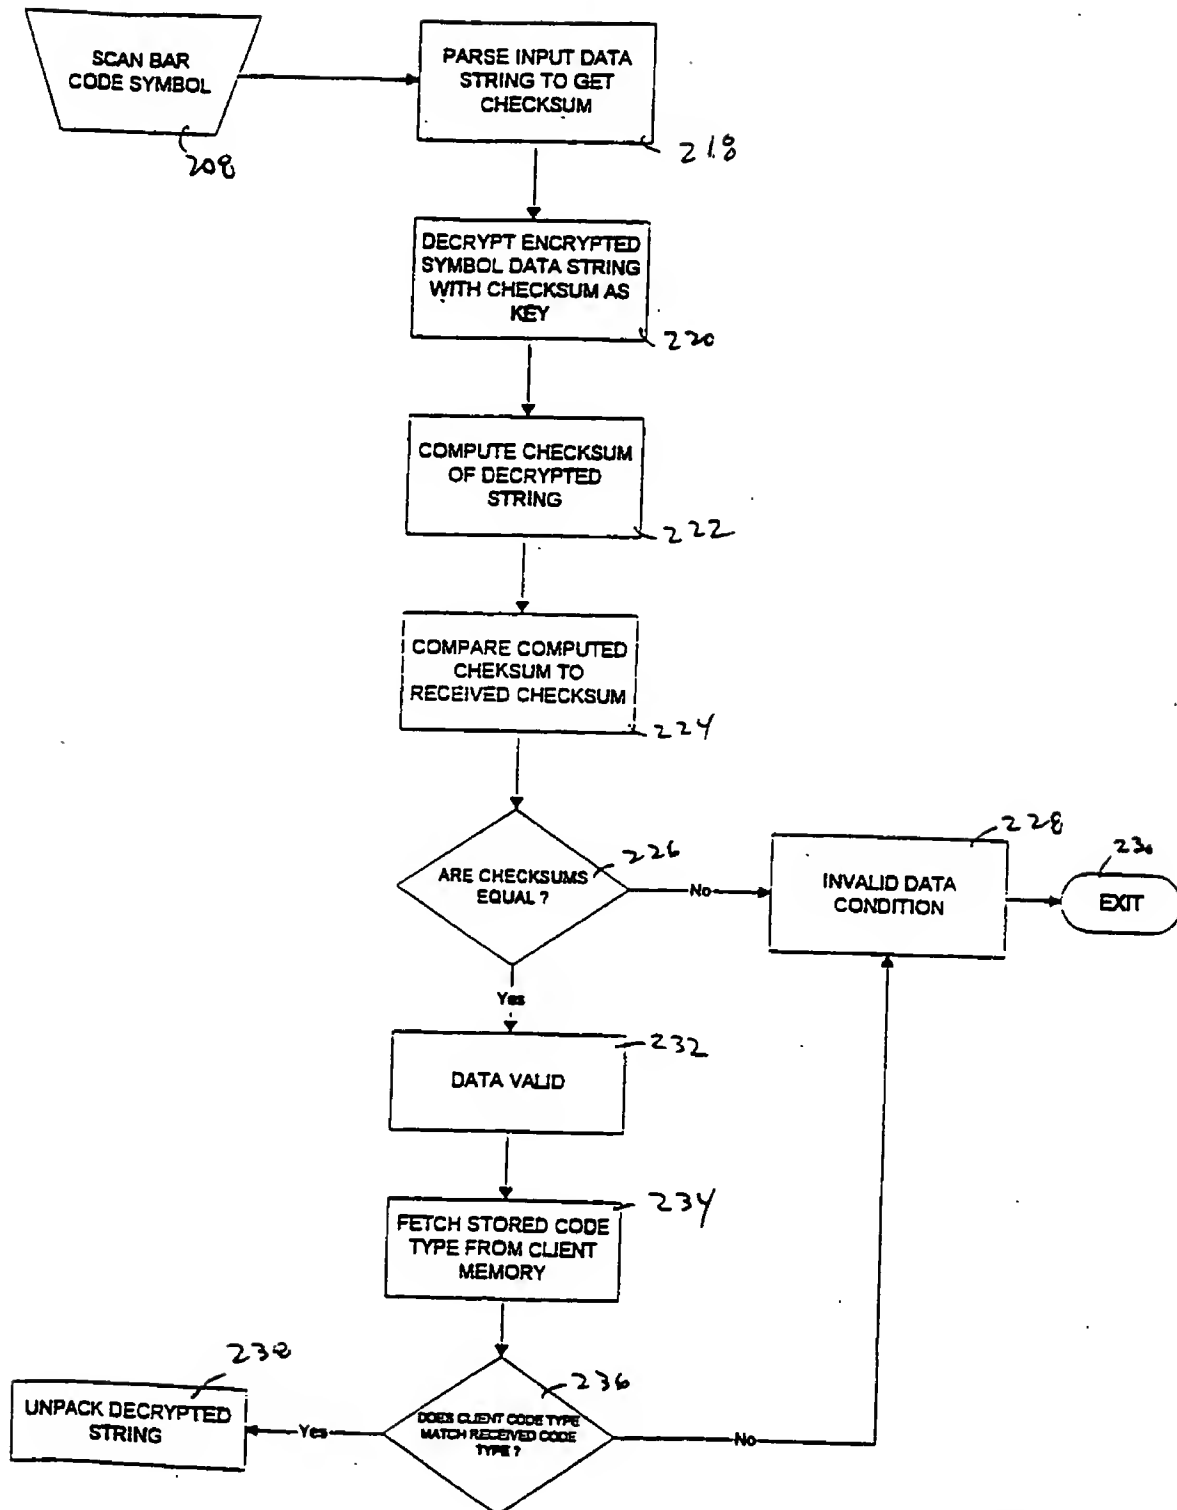 SCAN BAR
CODE SYMBOL
208
PARSE INPUT DATA
STRING TO GET
CHECKSUM
218
DECRYPT ENCRYPTED
SYMBOL DATA STRING
WITH CHECKSUM AS
KEY
220
COMPUTE CHECKSUM
OF DECRYPTED
STRING
222
COMPARE COMPUTED
CHEKSUM TO
RECEIVED CHECKSUM
224
ARE CHECKSUMS
EQUAL ?
226
No
INVALID DATA
CONDITION
228
EXIT
230
Yes
DATA VALID
232
FETCH STORED CODE
TYPE FROM CLIENT
MEMORY
234
DOES CLIENT CODE TYPE
MATCH RECEIVED CODE
TYPE ?
236
No
Yes
UNPACK DECRYPTED
STRING
238